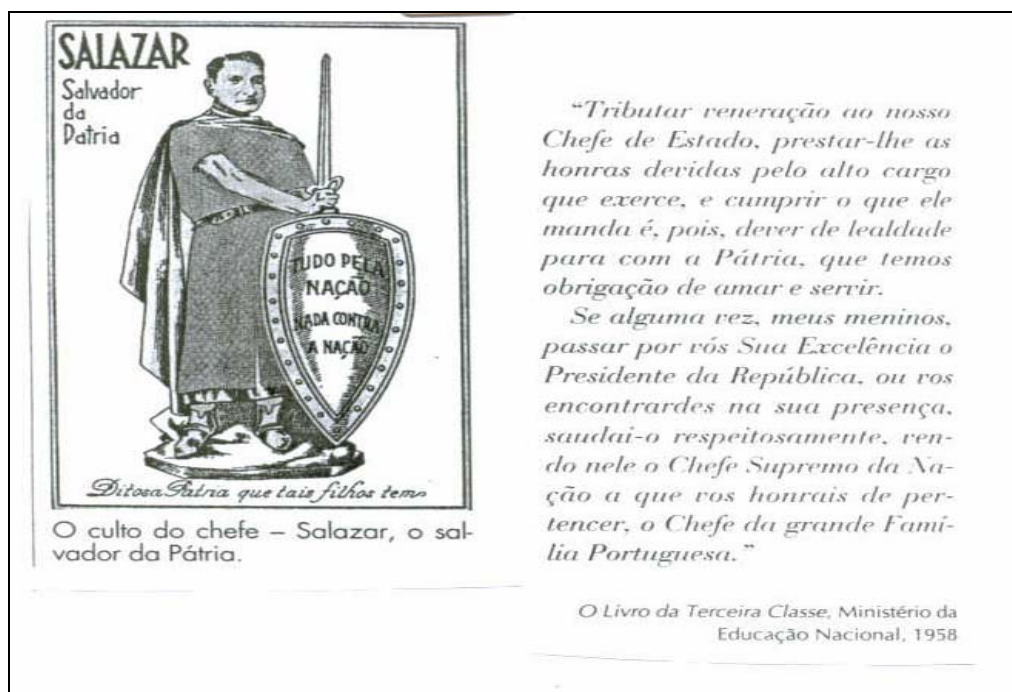 SALAZAR
Salvador
da
Patria
TUDO PELA
NAÇÃO
NADA CONTRA
A NAÇÃO
Ditosa Patria que tais filhos tem
O culto do chefe – Salazar, o sal-
vador da Pátria.
“Tributar veneração ao nosso
Chefe de Estado, prestar-lhe as
honras devidas pelo alto cargo
que exerce, e cumprir o que ele
manda é, pois, dever de lealdade
para com a Pátria, que temos
obrigação de amar e servir.
Se alguma vez, meus meninos,
passar por vós Sua Excelência o
Presidente da República, ou vos
encontrardes na sua presença,
saudai-o respeitosamente, ven-
do nele o Chefe Supremo da Na-
ção a que vos honrais de per-
tencer, o Chefe da grande Famí-
lia Portuguesa.”
O Livro da Terceira Classe, Ministério da
Educação Nacional, 1958